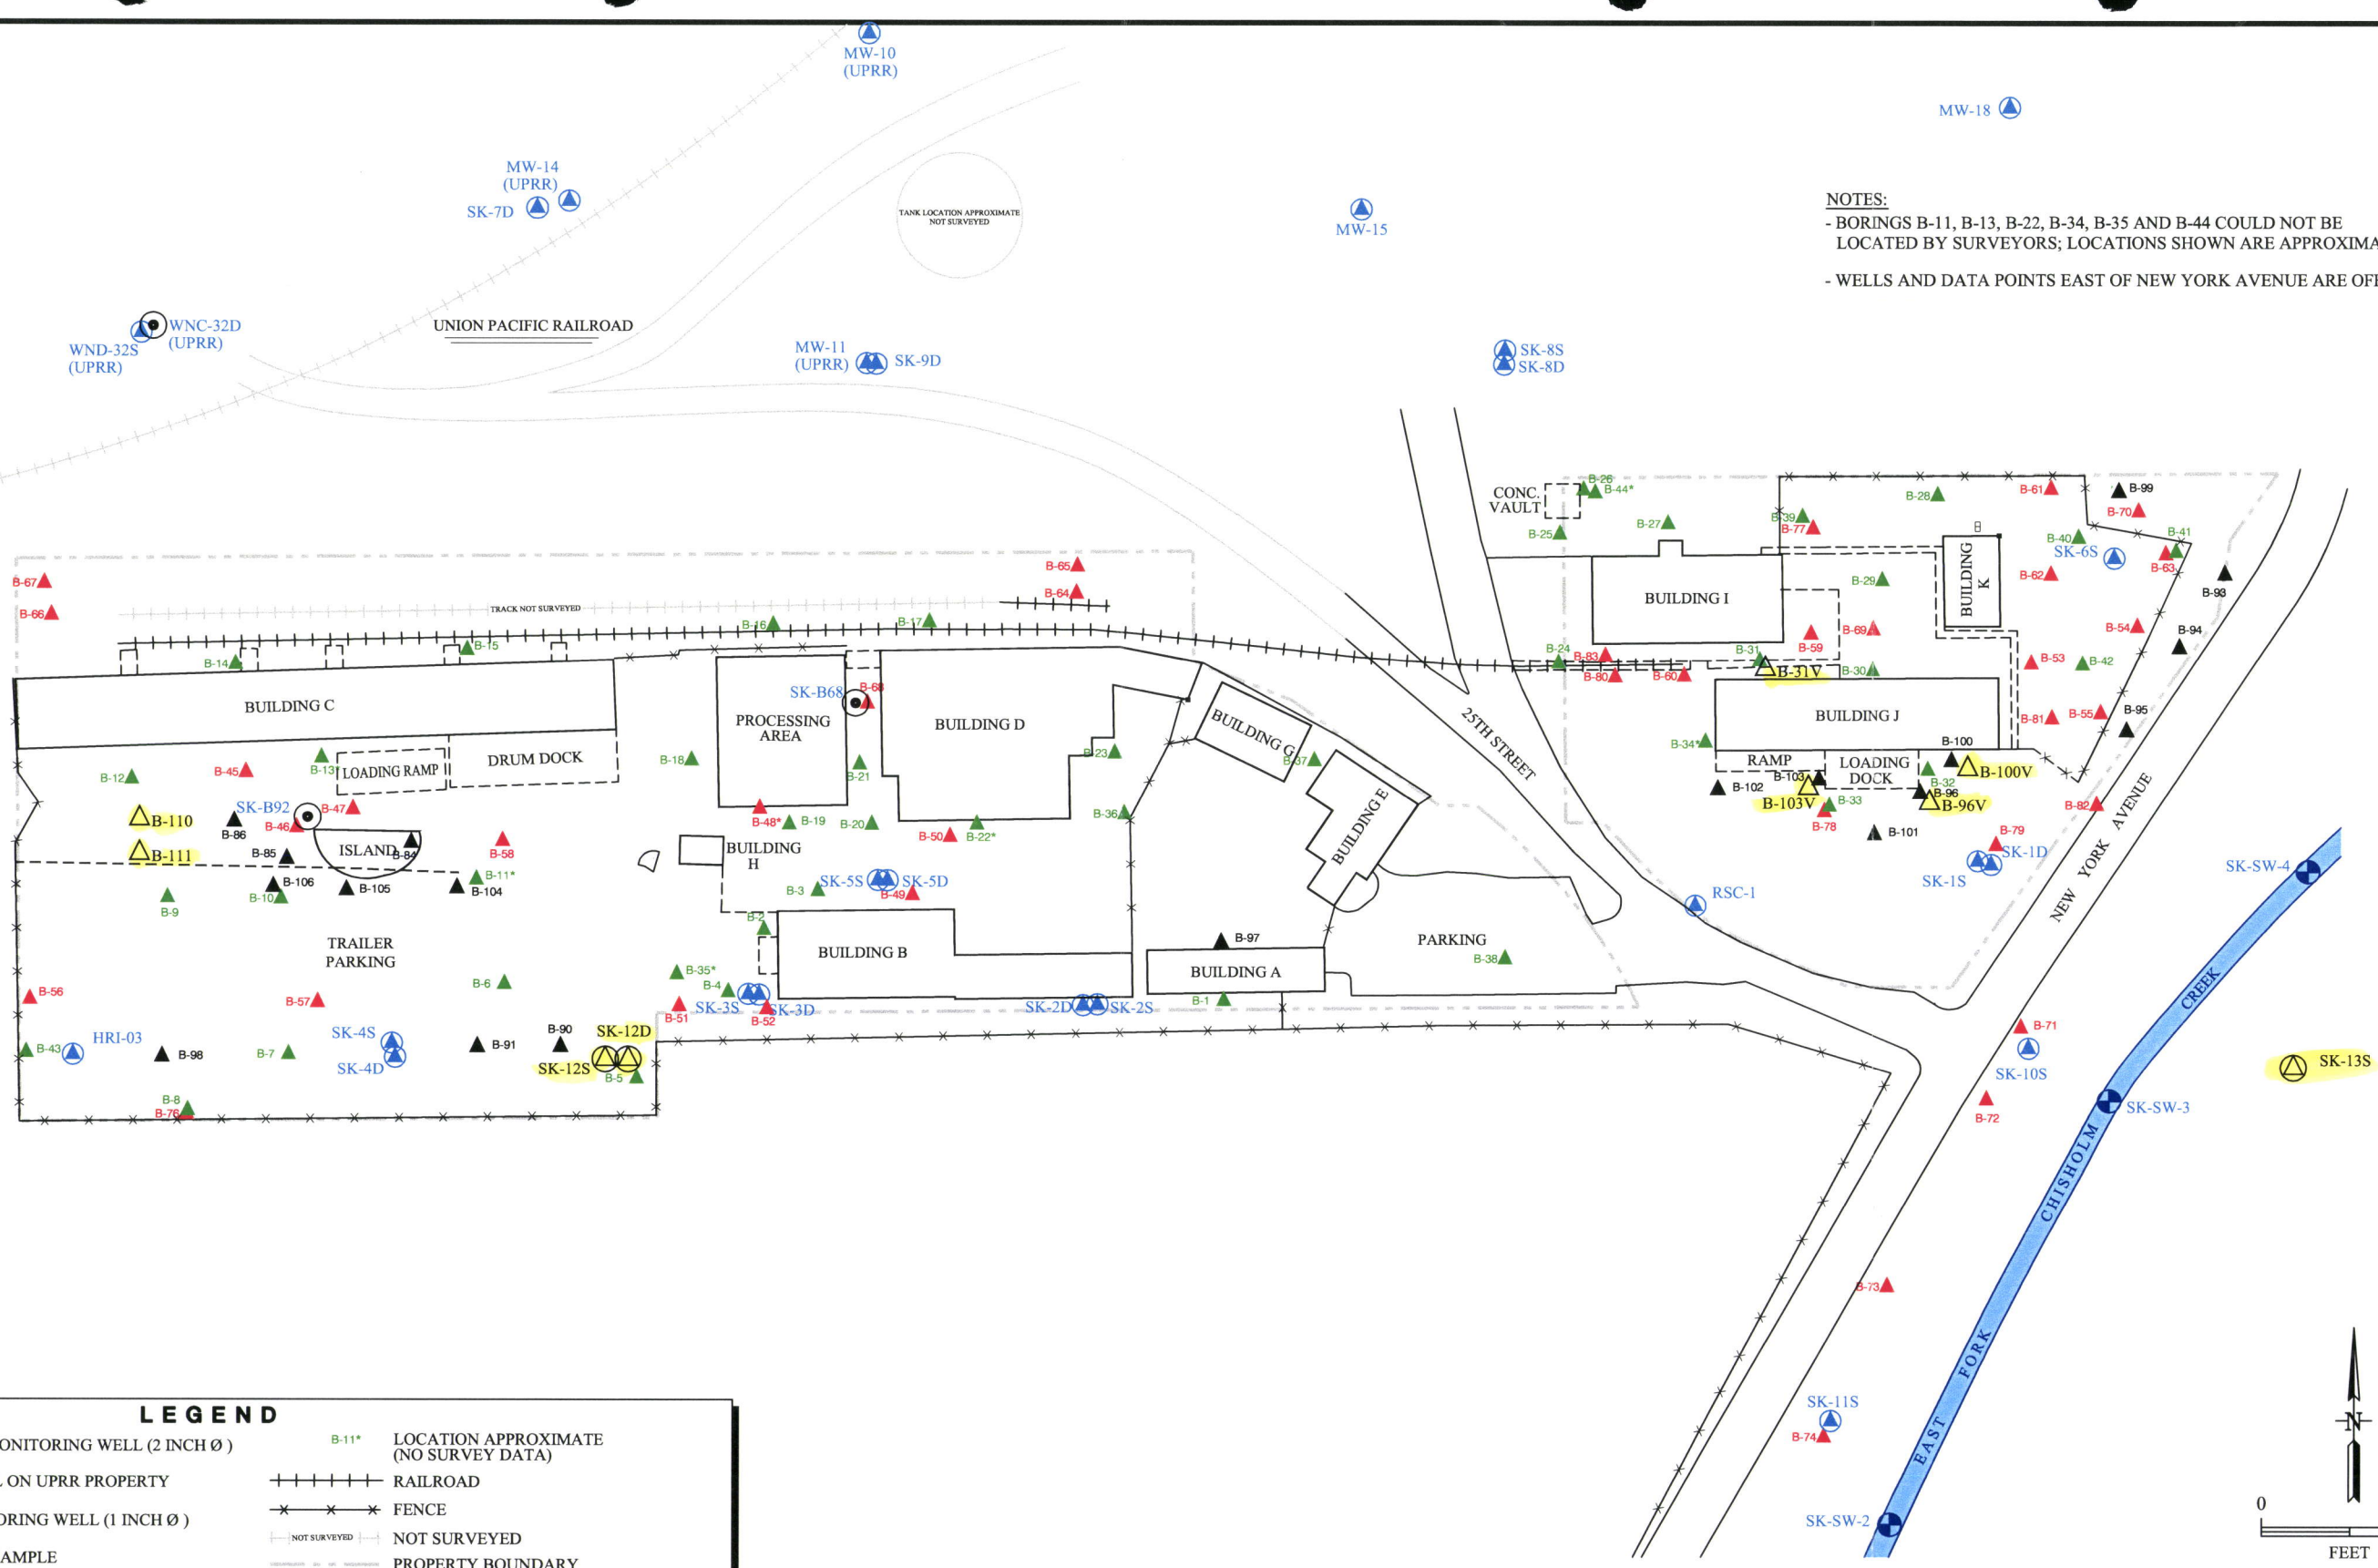 MW-10
(UPRR)
MW-18
MW-14
(UPRR)
SK-7D
TANK LOCATION APPROXIMATE
NOT SURVEYED
MW-15
NOTES:
- BORINGS B-11, B-13, B-22, B-34, B-35 AND B-44 COULD NOT BE
LOCATED BY SURVEYORS; LOCATIONS SHOWN ARE APPROXIMA
- WELLS AND DATA POINTS EAST OF NEW YORK AVENUE ARE OFF
WNC-32D
(UPRR)
WND-32S
(UPRR)
UNION PACIFIC RAILROAD
MW-11
(UPRR)
SK-9D
SK-8S
SK-8D
CONC.
VAULT
B-26
B-44*
B-25
B-27
B-39
B-77
B-28
B-61
B-99
B-70
B-40
B-41
SK-6S
B-63
B-62
B-93
B-67
B-66
B-65
B-64
TRACK NOT SURVEYED
B-16
B-17
B-14
B-15
BUILDING I
BUILDING
K
B-29
B-69
B-59
B-54
B-94
B-24
B-83
B-80
B-60
B-31
B-31V
B-30
B-53
B-42
BUILDING C
SK-B68
B-68
PROCESSING
AREA
BUILDING D
BUILDING G
25TH STREET
BUILDING J
B-81
B-55
B-95
B-12
B-45
B-13*
LOADING RAMP
DRUM DOCK
B-18
B-21
B-23
B-37
B-34*
RAMP
LOADING
DOCK
B-100
B-100V
B-32
B-103
B-102
B-103V
B-33
B-96
B-96V
B-78
B-101
B-79
B-82
NEW YORK AVENUE
B-110
B-111
SK-B92
B-86
B-46
B-47
B-85
ISLAND
B-84
B-58
B-48*
B-19
B-20
B-50
B-22*
B-36
BUILDING E
BUILDING
H
SK-1D
SK-1S
SK-SW-4
B-106
B-105
B-104
B-11*
B-10
B-9
B-3
SK-5S
SK-5D
B-49
RSC-1
B-2
TRAILER
PARKING
BUILDING B
B-97
BUILDING A
PARKING
B-38
B-56
B-57
B-6
B-35*
B-4
SK-3S
SK-3D
B-51
B-52
SK-2D
SK-2S
B-1
B-43
HRI-03
B-98
B-7
SK-4S
SK-4D
B-91
B-90
SK-12D
SK-12S
B-5
B-8
B-76
B-71
SK-10S
B-72
SK-SW-3
SK-13S
EAST FORK CHISHOLM CREEK
B-73
SK-11S
B-74
SK-SW-2
N
0
FEET
LEGEND
ONITORING WELL (2 INCH Ø )
B-11*
LOCATION APPROXIMATE
(NO SURVEY DATA)
ON UPRR PROPERTY
RAILROAD
FENCE
ORING WELL (1 INCH Ø )
NOT SURVEYED
NOT SURVEYED
AMPLE
PROPERTY BOUNDARY